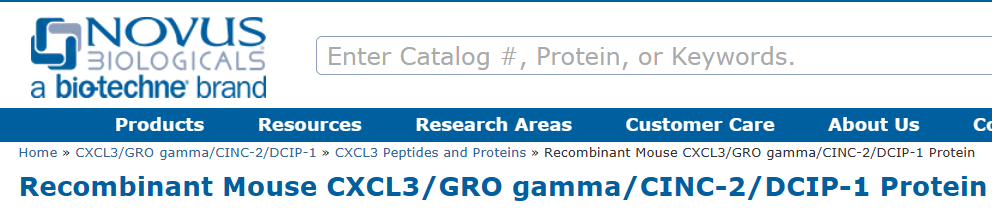 NOVUS
BIOLOGICALS
a biotechne brand
Enter Catalog #, Protein, or Keywords.
Products Resources Research Areas Customer Care About Us
Home » CXCL3/GRO gamma/CINC-2/DCIP-1 » CXCL3 Peptides and Proteins » Recombinant Mouse CXCL3/GRO gamma/CINC-2/DCIP-1 Protein
Recombinant Mouse CXCL3/GRO gamma/CINC-2/DCIP-1 Protein